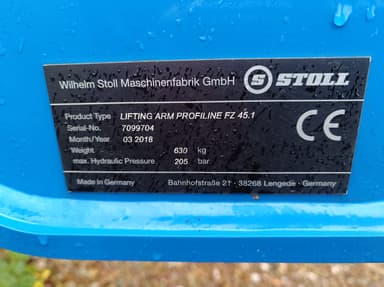 Wilhelm Stoll Maschinenfabrik GmbH S STOLL
Product Type LIFTING ARM PROFILINE FZ 45.1
Serial-No. 7099704
Month/Year 03 2018
Weight 630 kg
max. Hydraulic Pressure 205 bar
Made in Germany Bahnhofstraße 21 - 38268 Lengede - Germany